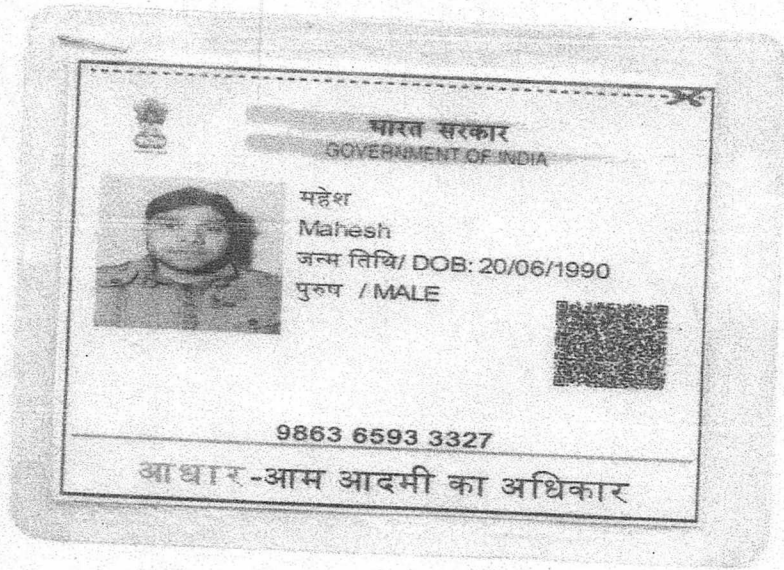 भारत सरकार
GOVERNMENT OF INDIA
महेश
Mahesh
जन्म तिथि/ DOB: 20/06/1990
पुरुष / MALE
9863 6593 3327
आधार-आम आदमी का अधिकार